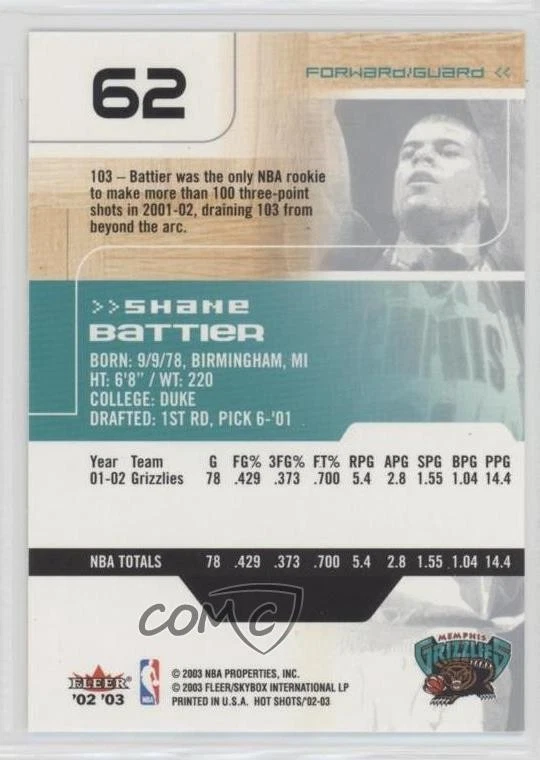 62
Forward/Guard <<
103 – Battier was the only NBA rookie
to make more than 100 three-point
shots in 2001-02, draining 103 from
beyond the arc.
>>Shane
Battier
BORN: 9/9/78, BIRMINGHAM, MI
HT: 6'8" / WT: 220
COLLEGE: DUKE
DRAFTED: 1ST RD, PICK 6-'01
Year Team G FG% 3FG% F.T% RPG APG SPG BPG PPG
01-02 Grizzlies 78 .429 .373 .700 5.4 2.8 1.55 1.04 14.4
NBA TOTALS 78 .429 .373 .700 5.4 2.8 1.55 1.04 14.4
COMC
MEMPHIS
GRIZZLIES
FLEER
'02 '03
NBA
© 2003 NBA PROPERTIES, INC.
© 2003 FLEER/SKYBOX INTERNATIONAL LP
PRINTED IN U.S.A. HOT SHOTS/'02-03